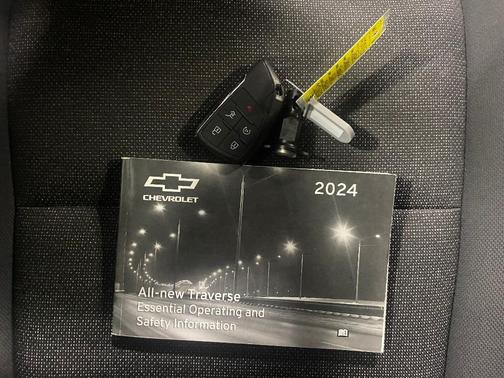 CHEVROLET
2024
All-new Traverse
Essential Operating and
Safety Information